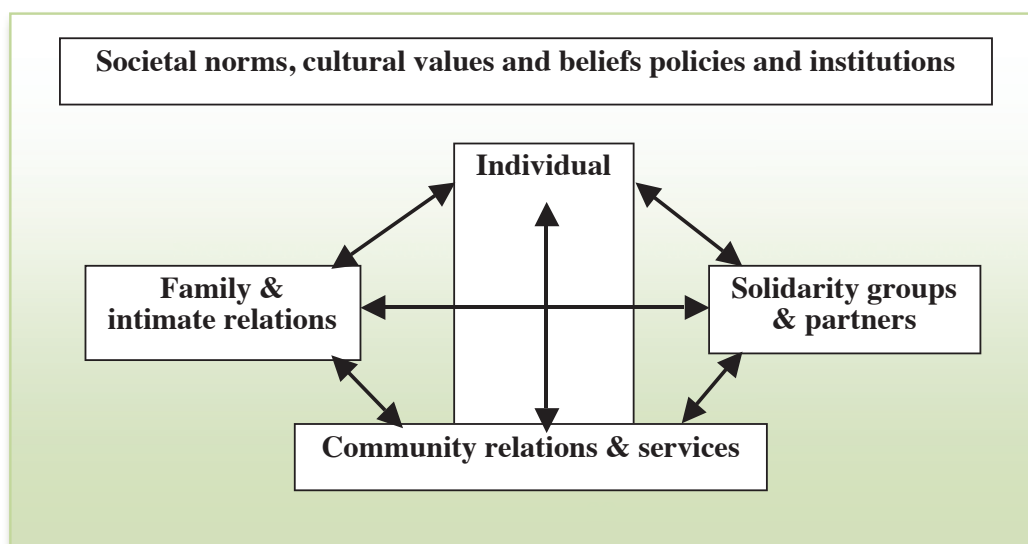 Societal norms, cultural values and beliefs policies and institutions
Individual
Family &
intimate relations
Solidarity groups
& partners
Community relations & services